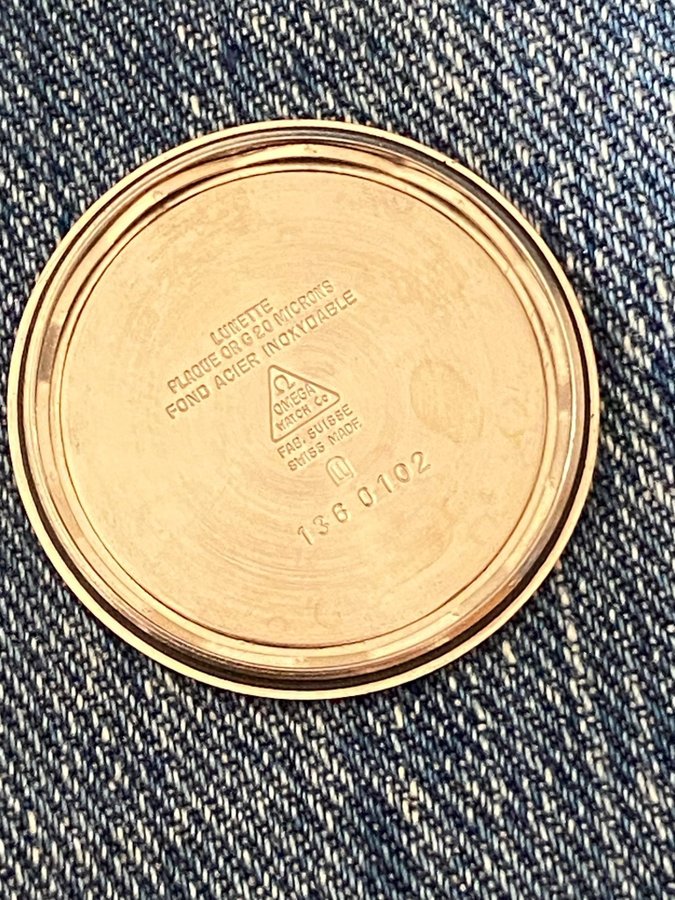 LUNETTE
PLAQUE OR G 20 MICRONS
FOND ACIER INOXYDABLE
Ω
OMEGA
WATCH Co
FAB. SUISSE
SWISS MADE.
136 0102